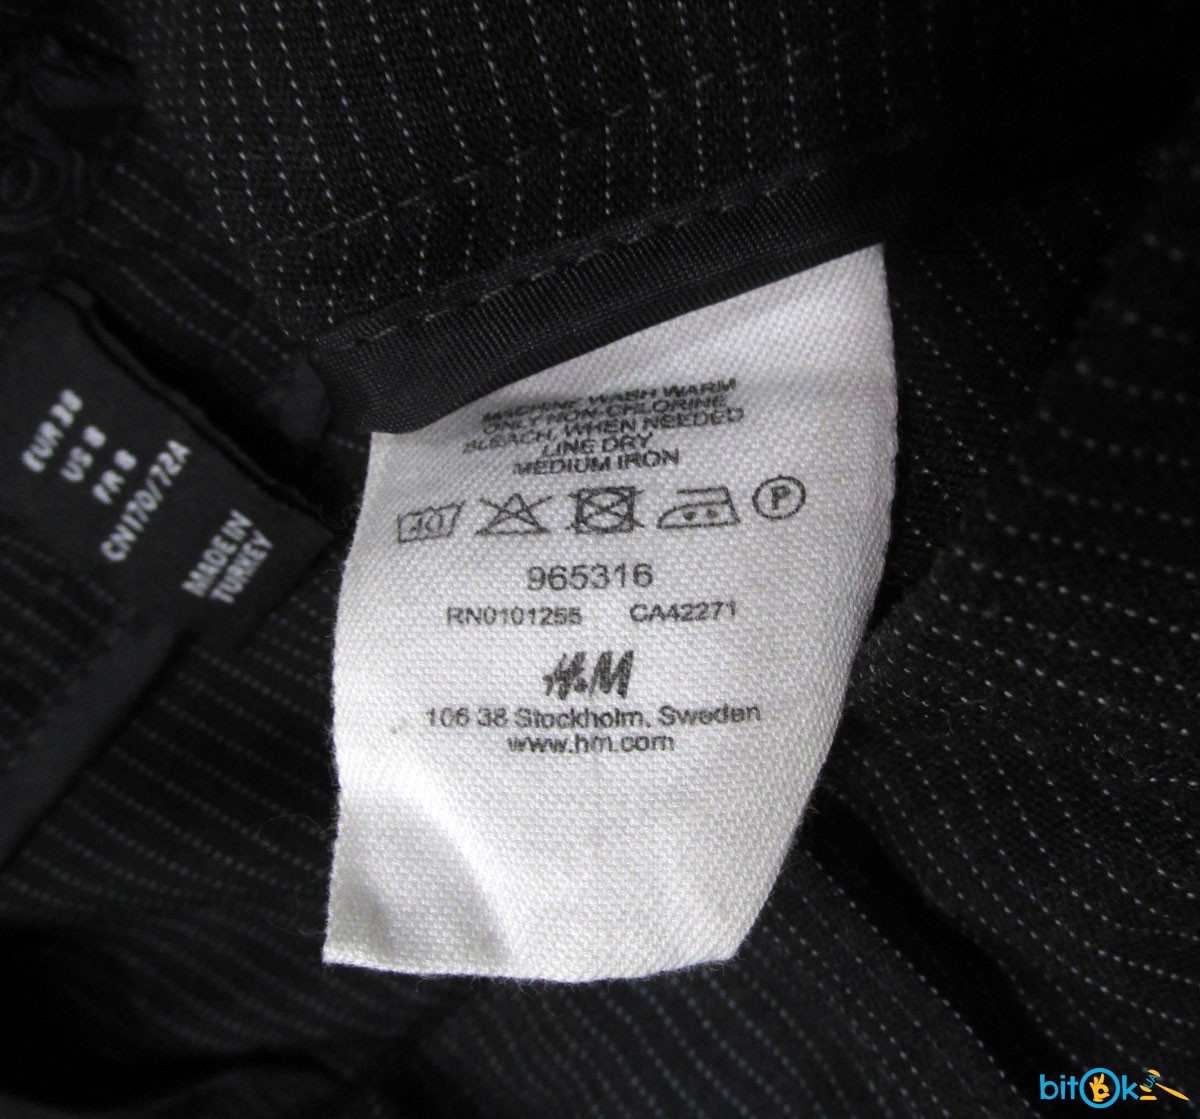 EUR 38
US 8
FR 8
CN170/72A
MADE IN
TURKEY
MACHINE WASH WARM
ONLY NON-CHLORINE
BLEACH, WHEN NEEDED
LINE DRY
MEDIUM IRON
40 P
965316
RN0101255 CA42271
H&M
106 38 Stockholm, Sweden
www.hm.com
bitOk UA